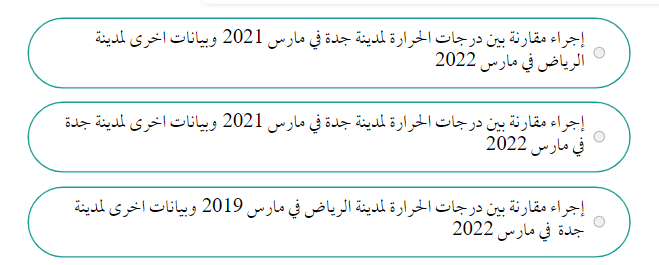 إجراء مقارنة بين درجات الحرارة لمدينة جدة في مارس 2021 وبيانات اخرى لمدينة
الرياض في مارس 2022
إجراء مقارنة بين درجات الحرارة لمدينة جدة في مارس 2021 وبيانات اخرى لمدينة جدة
في مارس 2022
إجراء مقارنة بين درجات الحرارة لمدينة الرياض في مارس 2019 وبيانات اخرى لمدينة
جدة في مارس 2022